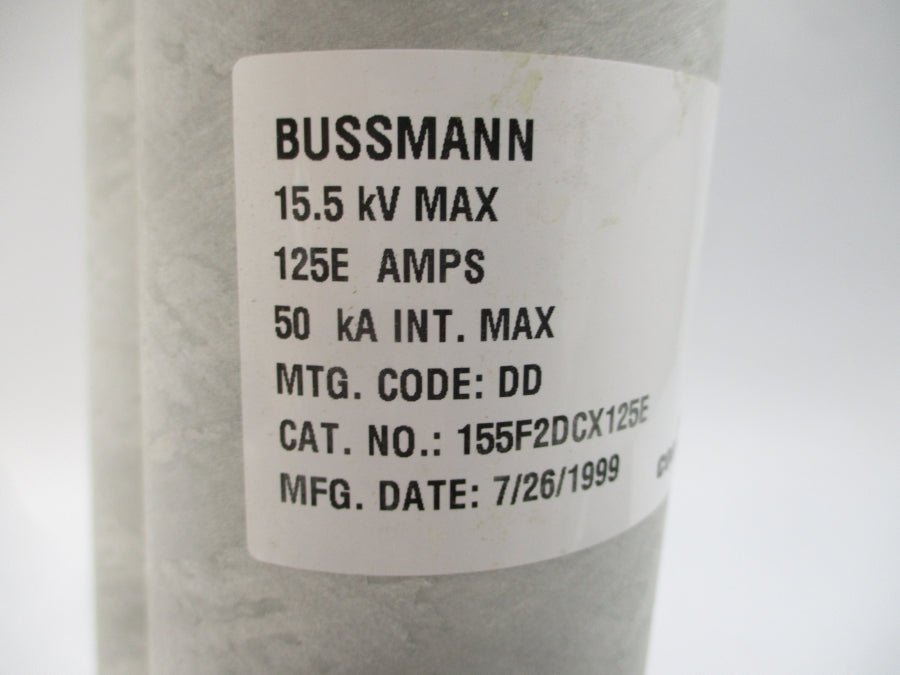 BUSSMANN
15.5 kV MAX
125E AMPS
50 kA INT. MAX
MTG. CODE: DD
CAT. NO.: 155F2DCX125E
MFG. DATE: 7/26/1999